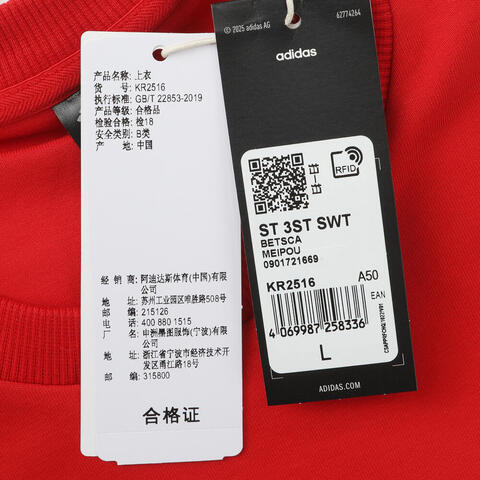 产品名称：上衣
货　　号：KR2516
执行标准：GB/T 22853-2019
产品等级：合格品
检验合格：检18
安全类别：B类
产　　地：中国
经 销 商：阿迪达斯体育(中国)有限公司
地　　址：苏州工业园区唯胜路508号
邮　　编：215126
电　　话：400 880 1515
厂　　名：申洲集团服饰(宁波)有限公司
地　　址：浙江省宁波市经济技术开发区甬江路18号
邮　　编：315800
合格证
© 2025 adidas AG
62774264
adidas
RFID
ST 3ST SWT
BETSCA
MEIPOU
0901721669
KR2516
A50
EAN
4 069987 258336
L
ADIDAS.COM